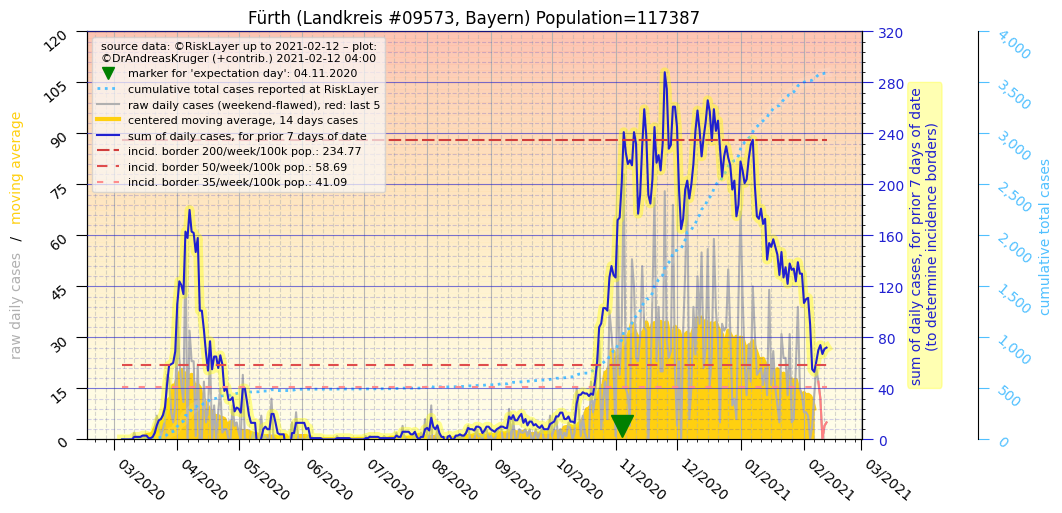 Fürth (Landkreis #09573, Bayern) Population=117387
source data: ©RiskLayer up to 2021-02-12 – plot:
©DrAndreasKruger (+contrib.) 2021-02-12 04:00
marker for 'expectation day': 04.11.2020
cumulative total cases reported at RiskLayer
raw daily cases (weekend-flawed), red: last 5
centered moving average, 14 days cases
sum of daily cases, for prior 7 days of date
incid. border 200/week/100k pop.: 234.77
incid. border 50/week/100k pop.: 58.69
incid. border 35/week/100k pop.: 41.09
raw daily cases / moving average
120
105
90
75
60
45
30
15
0
03/2020
04/2020
05/2020
06/2020
07/2020
08/2020
09/2020
10/2020
11/2020
12/2020
01/2021
02/2021
03/2021
320
280
240
200
160
120
80
40
0
sum of daily cases, for prior 7 days of date
(to determine incidence borders)
4,000
3,500
3,000
2,500
2,000
1,500
1,000
500
0
cumulative total cases